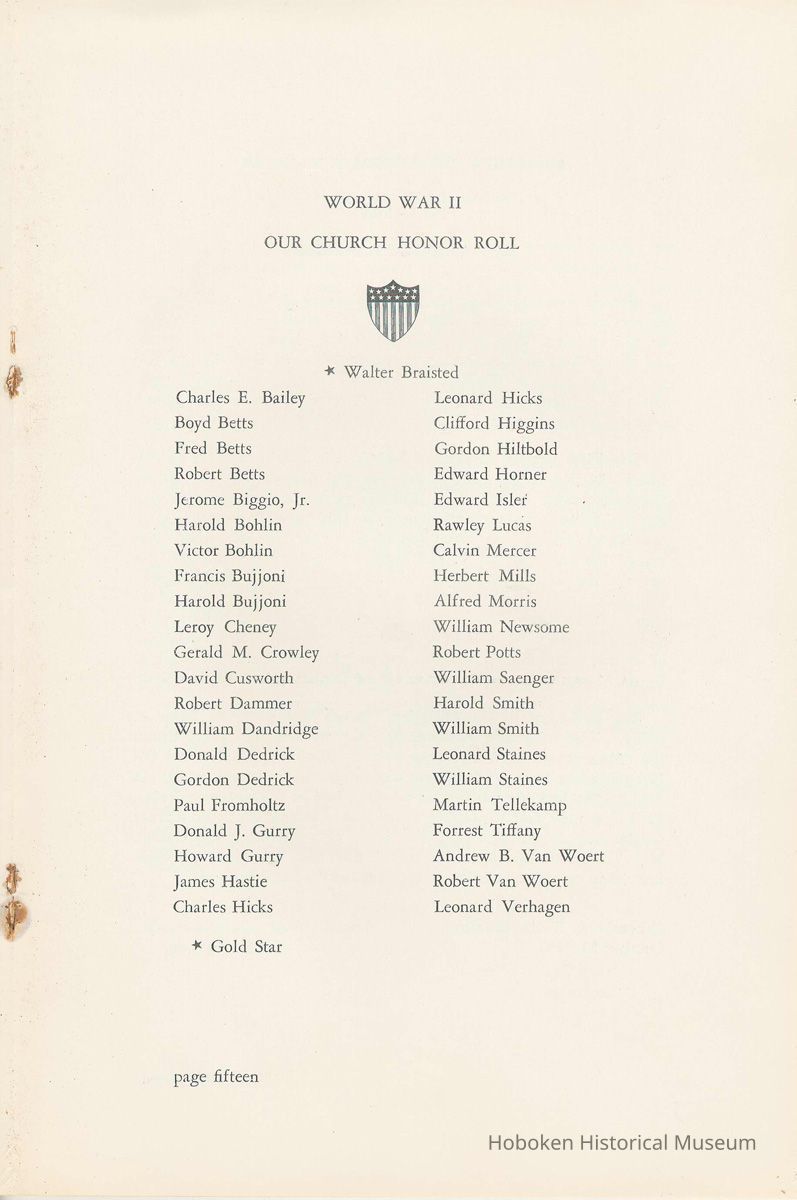 WORLD WAR II
OUR CHURCH HONOR ROLL
★ Walter Braisted
Charles E. Bailey
Boyd Betts
Fred Betts
Robert Betts
Jerome Biggio, Jr.
Harold Bohlin
Victor Bohlin
Francis Bujjoni
Harold Bujjoni
Leroy Cheney
Gerald M. Crowley
David Cusworth
Robert Dammer
William Dandridge
Donald Dedrick
Gordon Dedrick
Paul Fromholtz
Donald J. Gurry
Howard Gurry
James Hastie
Charles Hicks
Leonard Hicks
Clifford Higgins
Gordon Hiltbold
Edward Horner
Edward Isler
Rawley Lucas
Calvin Mercer
Herbert Mills
Alfred Morris
William Newsome
Robert Potts
William Saenger
Harold Smith
William Smith
Leonard Staines
William Staines
Martin Tellekamp
Forrest Tiffany
Andrew B. Van Woert
Robert Van Woert
Leonard Verhagen
★ Gold Star
page fifteen
Hoboken Historical Museum